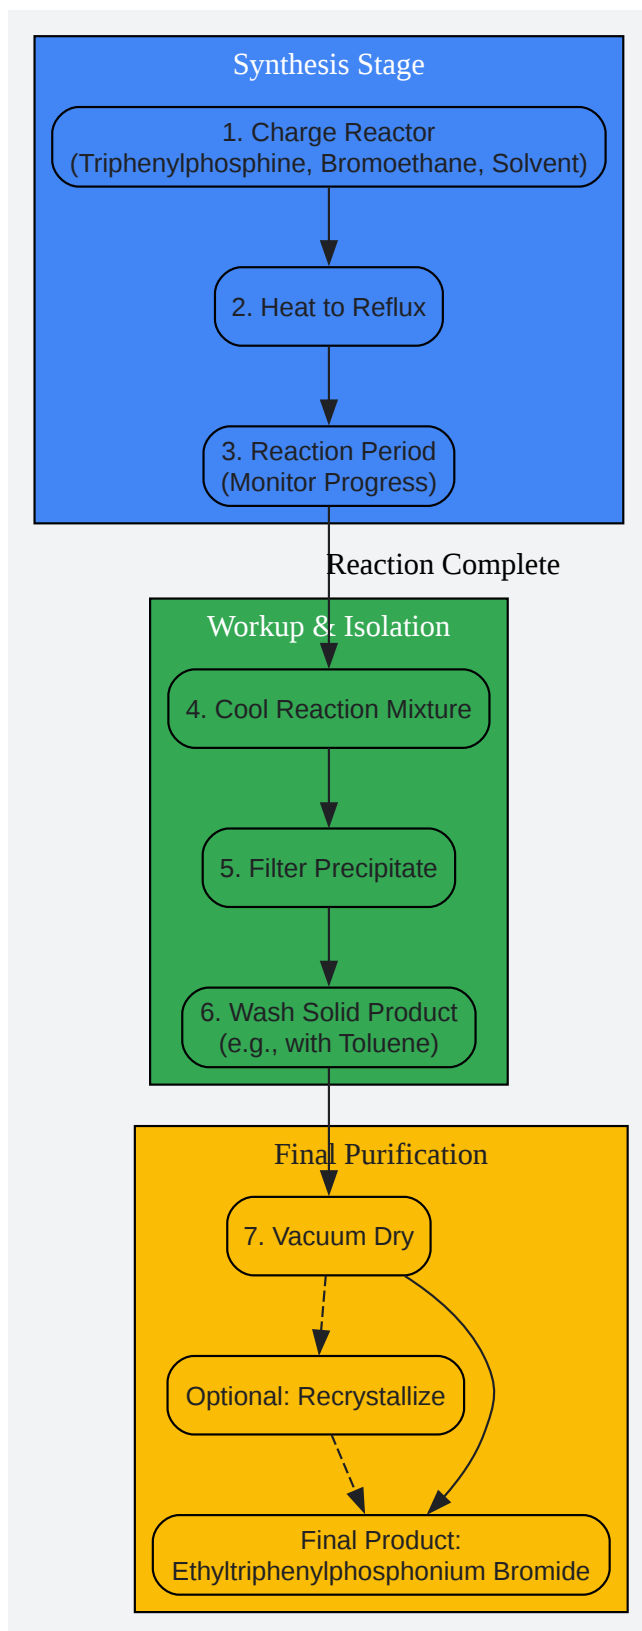 Synthesis Stage
1. Charge Reactor
(Triphenylphosphine, Bromoethane, Solvent)
2. Heat to Reflux
3. Reaction Period
(Monitor Progress)
Reaction Complete
Workup & Isolation
4. Cool Reaction Mixture
5. Filter Precipitate
6. Wash Solid Product
(e.g., with Toluene)
Final Purification
7. Vacuum Dry
Optional: Recrystallize
Final Product:
Ethyltriphenylphosphonium Bromide